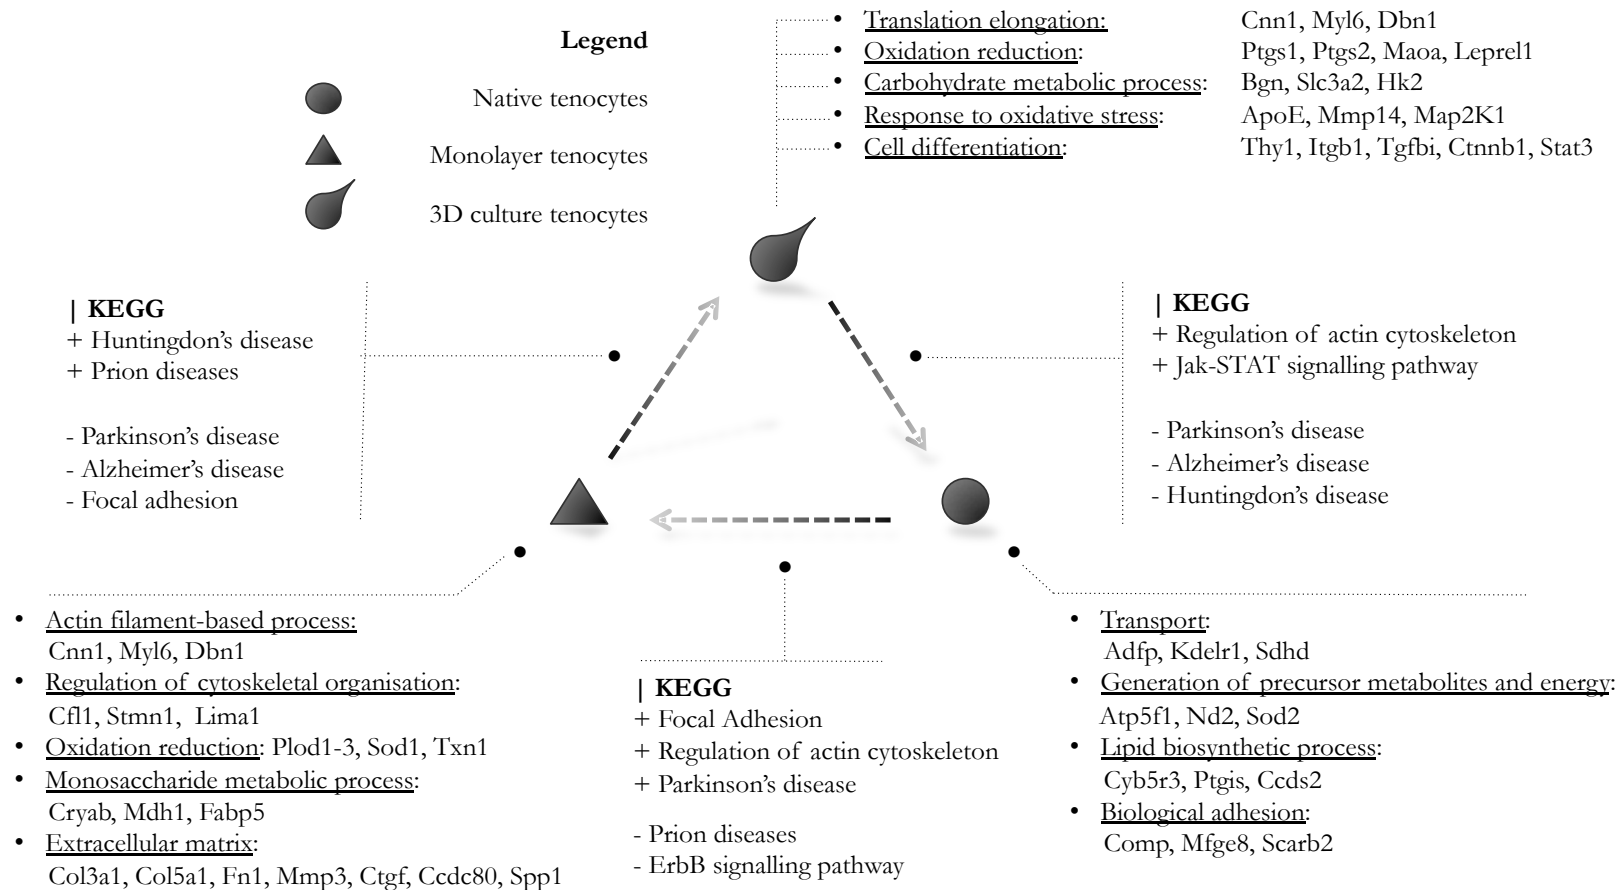 Legend
Native tenocytes
Monolayer tenocytes
3D culture tenocytes
• Translation elongation: Cnn1, Myl6, Dbn1
• Oxidation reduction: Ptgs1, Ptgs2, Maoa, Leprel1
• Carbohydrate metabolic process: Bgn, Slc3a2, Hk2
• Response to oxidative stress: ApoE, Mmp14, Map2K1
• Cell differentiation: Thy1, Itgb1, Tgfbi, Ctnnb1, Stat3
| KEGG
+ Huntingdon's disease
+ Prion diseases
- Parkinson's disease
- Alzheimer's disease
- Focal adhesion
| KEGG
+ Regulation of actin cytoskeleton
+ Jak-STAT signalling pathway
- Parkinson's disease
- Alzheimer's disease
- Huntingdon's disease
• Actin filament-based process:
Cnn1, Myl6, Dbn1
• Regulation of cytoskeletal organisation:
Cfl1, Stmn1, Lima1
• Oxidation reduction: Plod1-3, Sod1, Txn1
• Monosaccharide metabolic process:
Cryab, Mdh1, Fabp5
• Extracellular matrix:
Col3a1, Col5a1, Fn1, Mmp3, Ctgf, Ccdc80, Spp1
| KEGG
+ Focal Adhesion
+ Regulation of actin cytoskeleton
+ Parkinson's disease
- Prion diseases
- ErbB signalling pathway
• Transport:
Adfp, Kdelr1, Sdhd
• Generation of precursor metabolites and energy:
Atp5f1, Nd2, Sod2
• Lipid biosynthetic process:
Cyb5r3, Ptgis, Ccds2
• Biological adhesion:
Comp, Mfge8, Scarb2